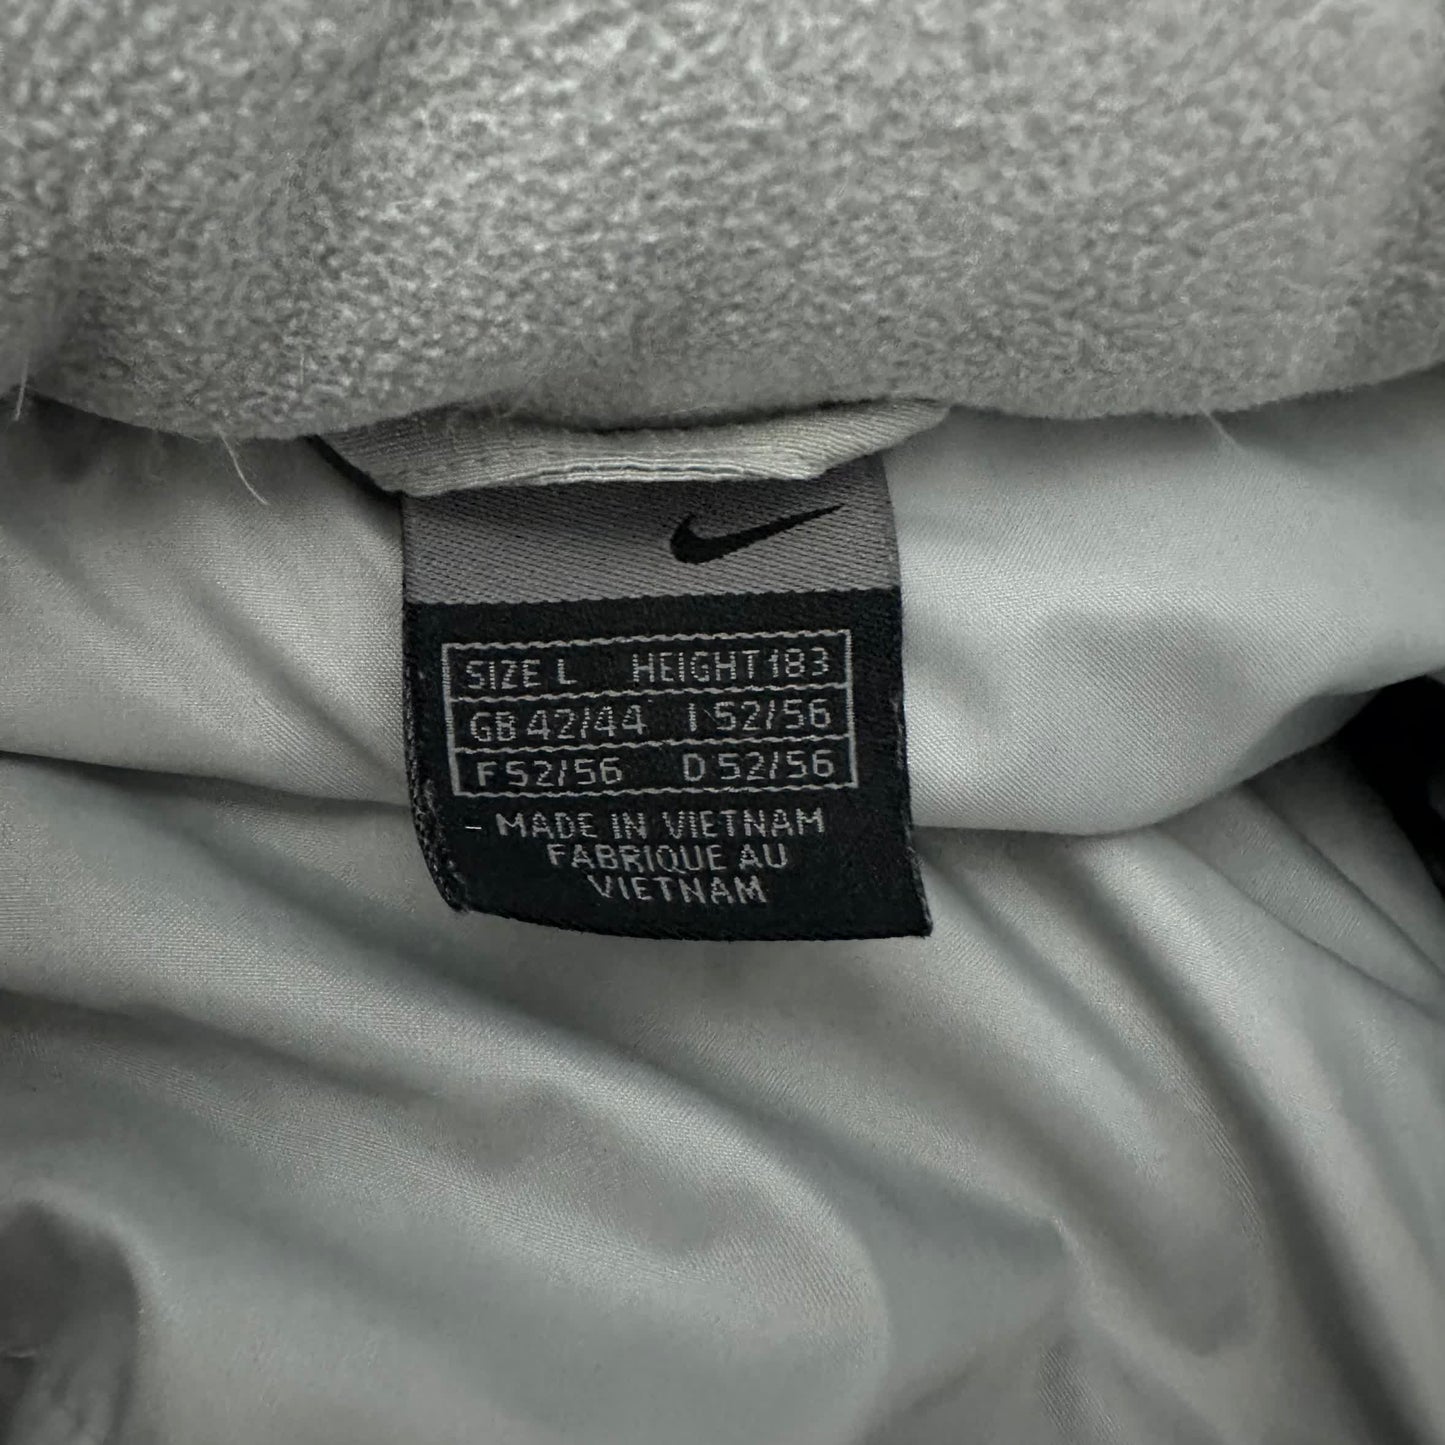 SIZE L HEIGHT 183
GB 42/44 I 52/56
F 52/56 D 52/56
- MADE IN VIETNAM
FABRIQUE AU
VIETNAM